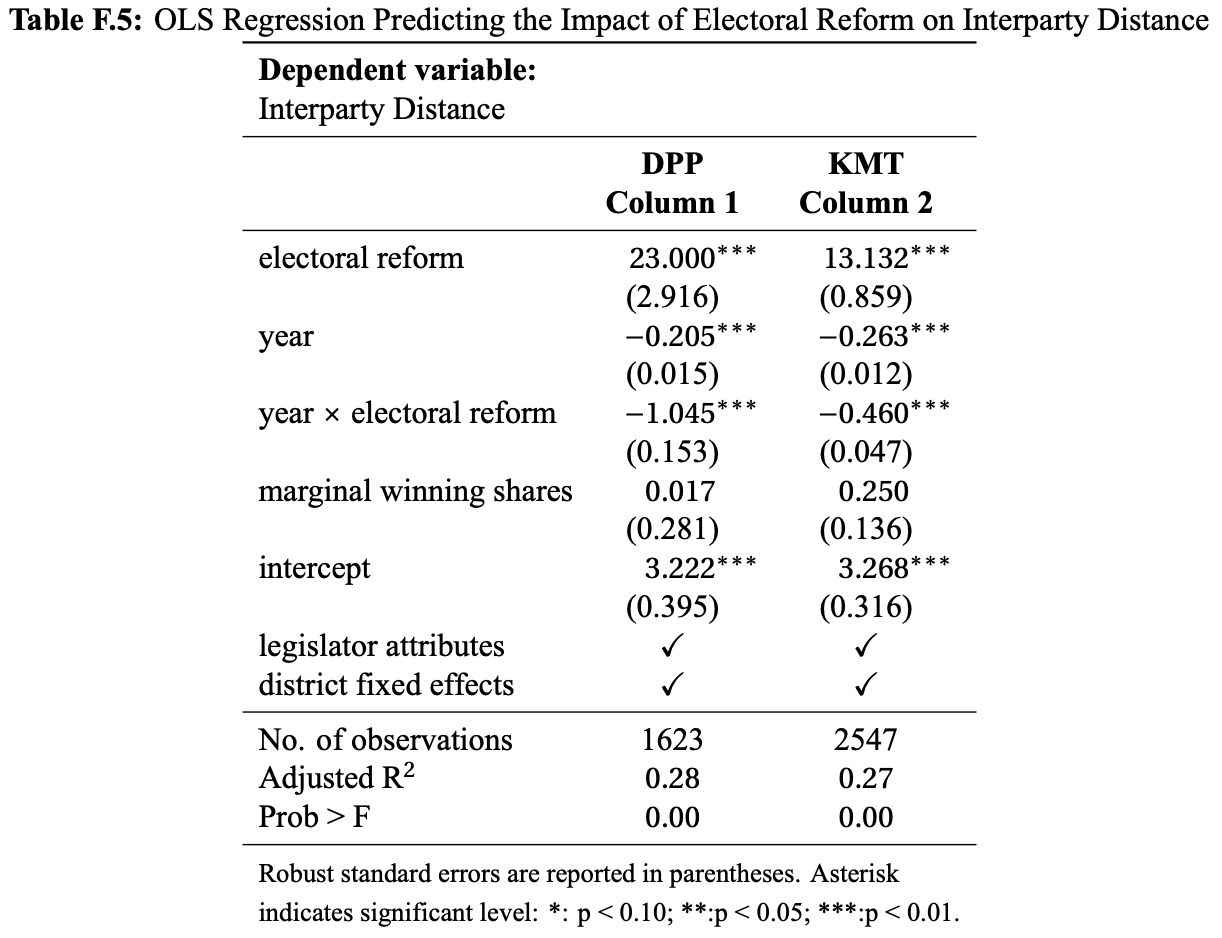 Table F.5: OLS Regression Predicting the Impact of Electoral Reform on Interparty Distance
Dependent variable:
Interparty Distance
DPP KMT
Column 1 Column 2
electoral reform 23.000*** 13.132***
(2.916) (0.859)
year −0.205*** −0.263***
(0.015) (0.012)
year × electoral reform −1.045*** −0.460***
(0.153) (0.047)
marginal winning shares 0.017 0.250
(0.281) (0.136)
intercept 3.222*** 3.268***
(0.395) (0.316)
legislator attributes ✓ ✓
district fixed effects ✓ ✓
No. of observations 1623 2547
Adjusted R² 0.28 0.27
Prob > F 0.00 0.00
Robust standard errors are reported in parentheses. Asterisk
indicates significant level: *: p < 0.10; **:p < 0.05; ***:p < 0.01.